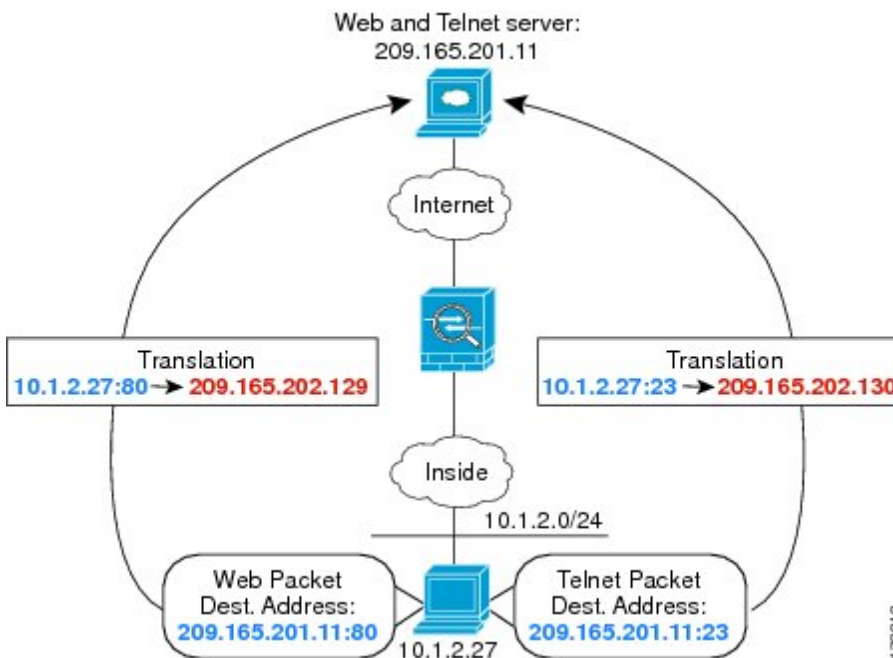 Web and Telnet server:
209.165.201.11
Internet
Translation
10.1.2.27:80 → 209.165.202.129
Translation
10.1.2.27:23 → 209.165.202.130
Inside
10.1.2.0/24
Web Packet
Dest. Address:
209.165.201.11:80
Telnet Packet
Dest. Address:
209.165.201.11:23
10.1.2.27